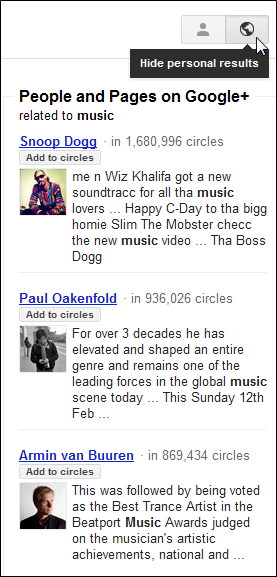 Hide personal results
People and Pages on Google+
related to music
Snoop Dogg · in 1,680,996 circles
Add to circles
me n Wiz Khalifa got a new
soundtracc for all tha music
lovers ... Happy C-Day to tha bigg
homie Slim The Mobster checc
the new music video ... Tha Boss
Dogg
Paul Oakenfold · in 936,026 circles
Add to circles
For over 3 decades he has
elevated and shaped an entire
genre and remains one of the
leading forces in the global music
scene today ... This Sunday 12th
Feb ...
Armin van Buuren · in 869,434 circles
Add to circles
This was followed by being voted
as the Best Trance Artist in the
Beatport Music Awards judged
on the musician's artistic
achievements, national and ...